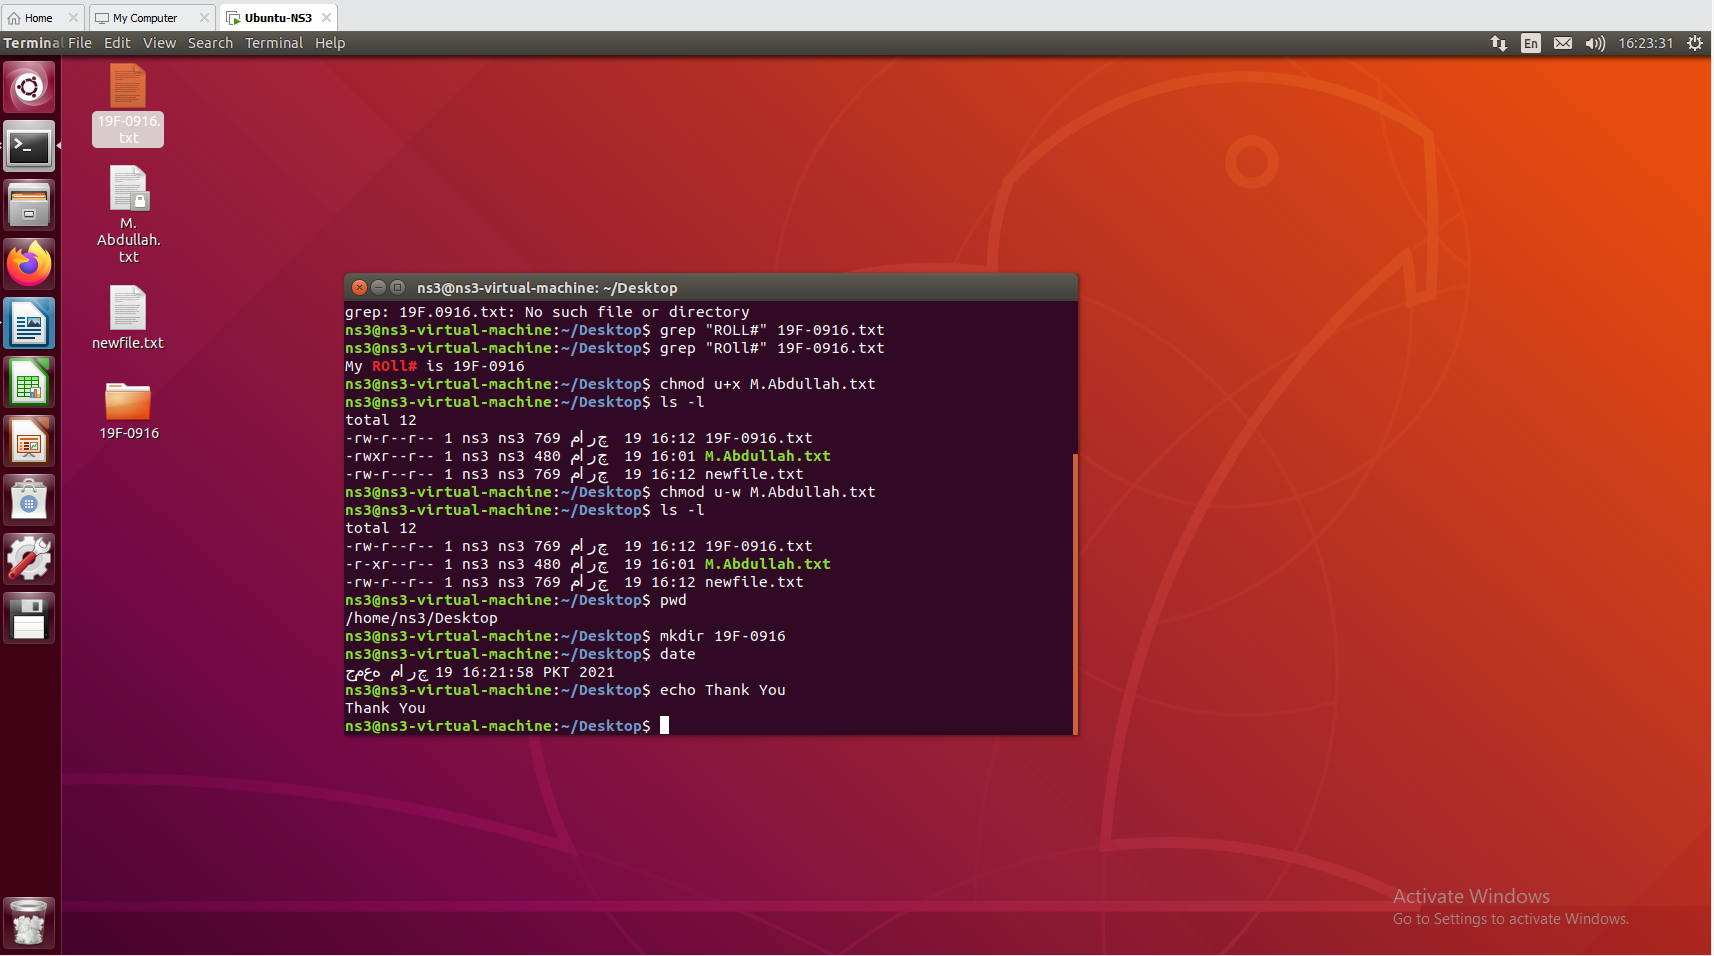 Home
My Computer
Ubuntu-NS3
Terminal File Edit View Search Terminal Help
En 16:23:31
19F-0916.
txt
M.
Abdullah.
txt
newfile.txt
19F-0916
ns3@ns3-virtual-machine: ~/Desktop
grep: 19F.0916.txt: No such file or directory
ns3@ns3-virtual-machine:~/Desktop$ grep "ROLL#" 19F-0916.txt
ns3@ns3-virtual-machine:~/Desktop$ grep "ROll#" 19F-0916.txt
My ROll# is 19F-0916
ns3@ns3-virtual-machine:~/Desktop$ chmod u+x M.Abdullah.txt
ns3@ns3-virtual-machine:~/Desktop$ ls -l
total 12
-rw-r--r-- 1 ns3 ns3 769 مارچ  19 16:12 19F-0916.txt
-rwxr--r-- 1 ns3 ns3 480 مارچ  19 16:01 M.Abdullah.txt
-rw-r--r-- 1 ns3 ns3 769 مارچ  19 16:12 newfile.txt
ns3@ns3-virtual-machine:~/Desktop$ chmod u-w M.Abdullah.txt
ns3@ns3-virtual-machine:~/Desktop$ ls -l
total 12
-rw-r--r-- 1 ns3 ns3 769 مارچ  19 16:12 19F-0916.txt
-r-xr--r-- 1 ns3 ns3 480 مارچ  19 16:01 M.Abdullah.txt
-rw-r--r-- 1 ns3 ns3 769 مارچ  19 16:12 newfile.txt
ns3@ns3-virtual-machine:~/Desktop$ pwd
/home/ns3/Desktop
ns3@ns3-virtual-machine:~/Desktop$ mkdir 19F-0916
ns3@ns3-virtual-machine:~/Desktop$ date
جمعه مارچ 19 16:21:58 PKT 2021
ns3@ns3-virtual-machine:~/Desktop$ echo Thank You
Thank You
ns3@ns3-virtual-machine:~/Desktop$
Activate Windows
Go to Settings to activate Windows.